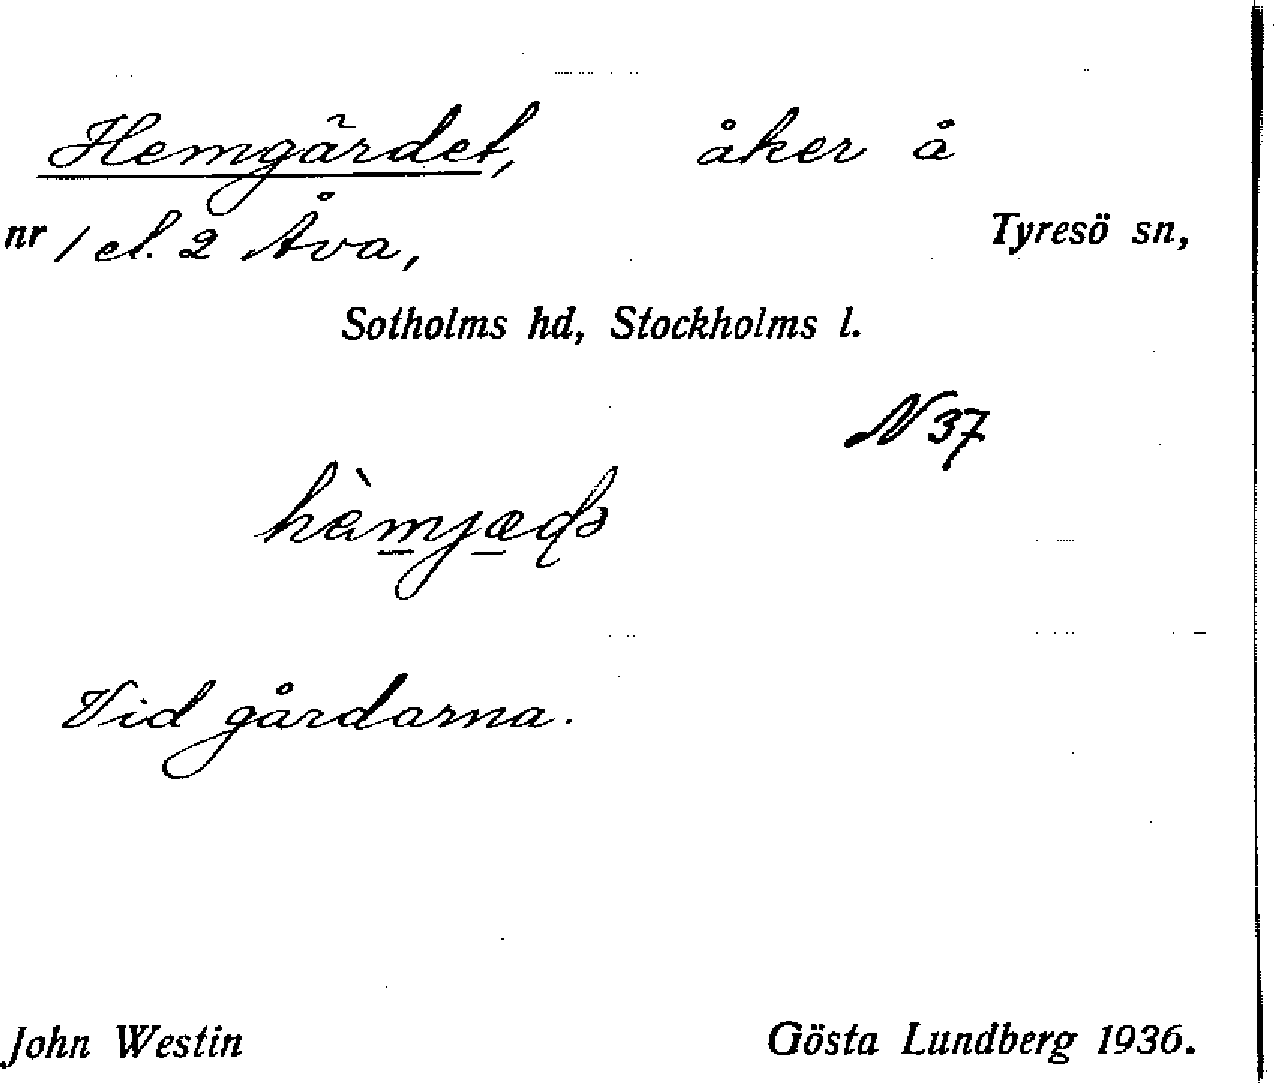 Hemgärdet, åker å
nr 1 el. 2 Åva, Tyresö sn,
Sotholms hd, Stockholms l.
N 37
Vid gårdarna.
John Westin Gösta Lundberg 1936.